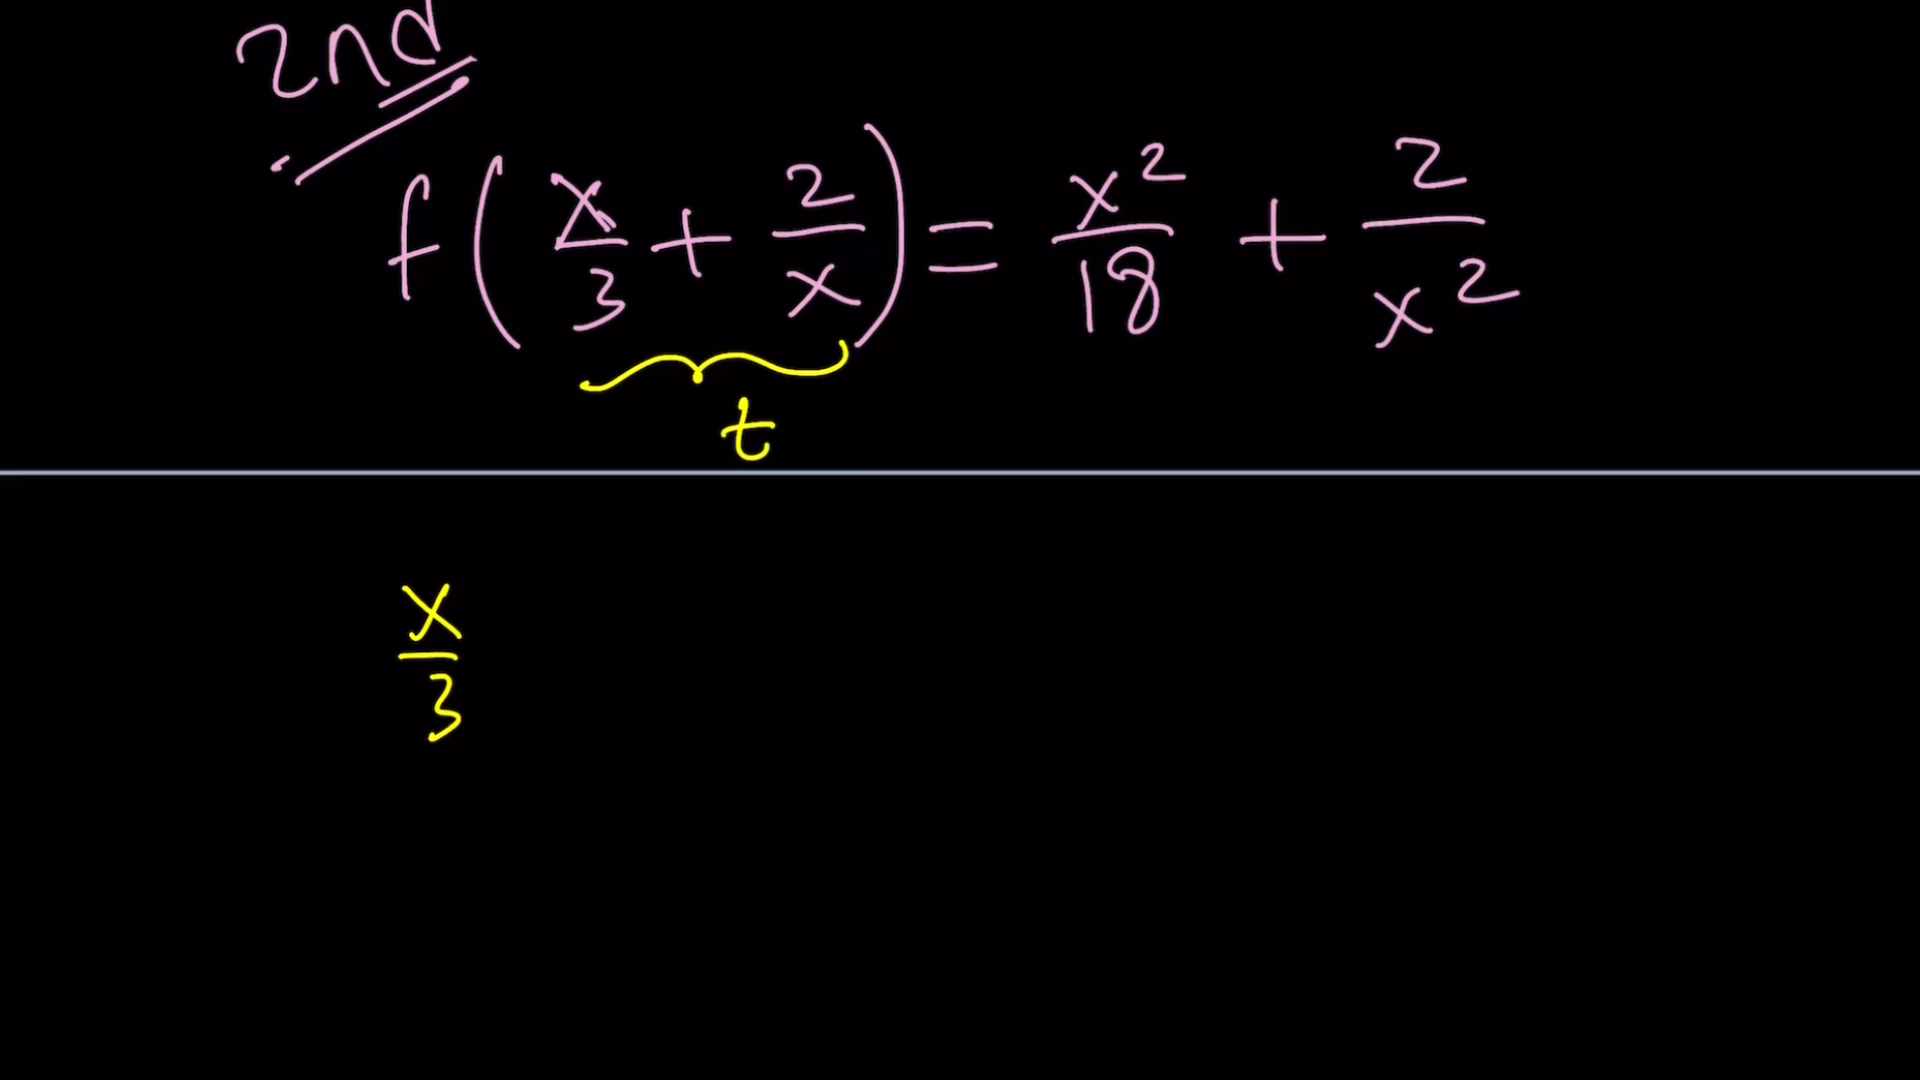 2nd
f(x/3 + 2/x) = x²/18 + 2/x²
t
x/3